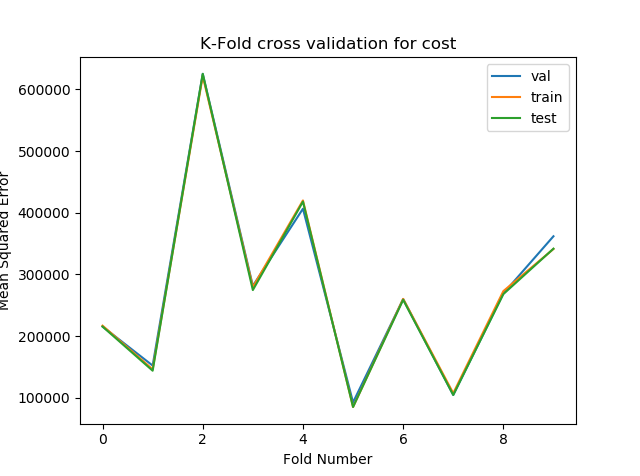 K-Fold cross validation for cost
val
train
test
600000
500000
400000
300000
200000
100000
Mean Squared Error
0
2
4
6
8
Fold Number